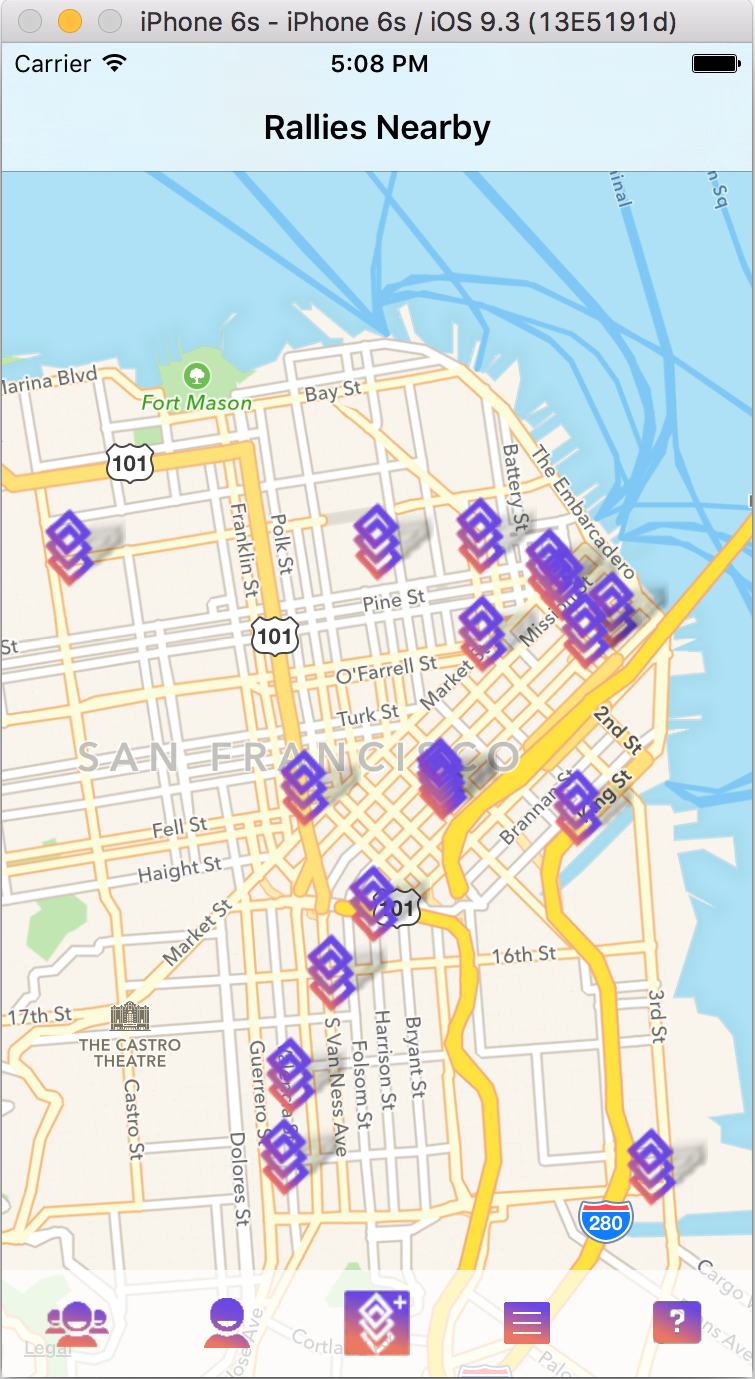 iPhone 6s - iPhone 6s / iOS 9.3 (13E5191d)
Carrier
5:08 PM
Rallies Nearby
Marina Blvd
Fort Mason
Bay St
101
Battery St
The Embarcadero
Franklin St
Polk St
Pine St
Mission St
101
St
O'Farrell St
Market St
Turk St
2nd St
SAN FRANCISCO
King St
Brannan St
Fell St
Haight St
101
Market St
16th St
17th St
3rd St
THE CASTRO
THEATRE
S Van Ness Ave
Harrison St
Bryant St
Folsom St
Guerrero St
Castro St
Dolores St
280
Cargo
+
?
Legal